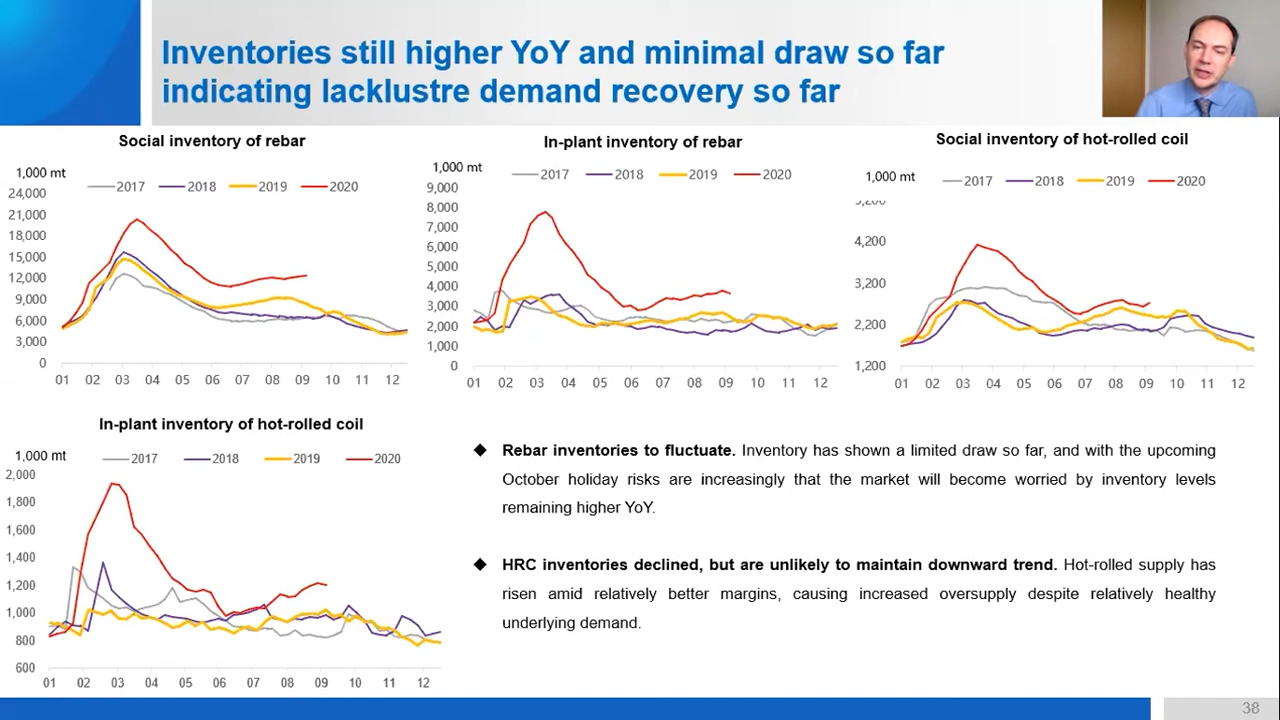 Inventories still higher YoY and minimal draw so far
indicating lacklustre demand recovery so far
Social inventory of rebar
1,000 mt
2017 2018 2019 2020
24,000
21,000
18,000
15,000
12,000
9,000
6,000
3,000
0
01 02 03 04 05 06 07 08 09 10 11 12
In-plant inventory of rebar
1,000 mt
2017 2018 2019 2020
9,000
8,000
7,000
6,000
5,000
4,000
3,000
2,000
1,000
0
01 02 03 04 05 06 07 08 09 10 11 12
Social inventory of hot-rolled coil
1,000 mt
2017 2018 2019 2020
5,200
4,200
3,200
2,200
1,200
01 02 03 04 05 06 07 08 09 10 11 12
In-plant inventory of hot-rolled coil
1,000 mt
2017 2018 2019 2020
2,000
1,800
1,600
1,400
1,200
1,000
800
600
01 02 03 04 05 06 07 08 09 10 11 12
◆ Rebar inventories to fluctuate. Inventory has shown a limited draw so far, and with the upcoming
October holiday risks are increasingly that the market will become worried by inventory levels
remaining higher YoY.
◆ HRC inventories declined, but are unlikely to maintain downward trend. Hot-rolled supply has
risen amid relatively better margins, causing increased oversupply despite relatively healthy
underlying demand.
38